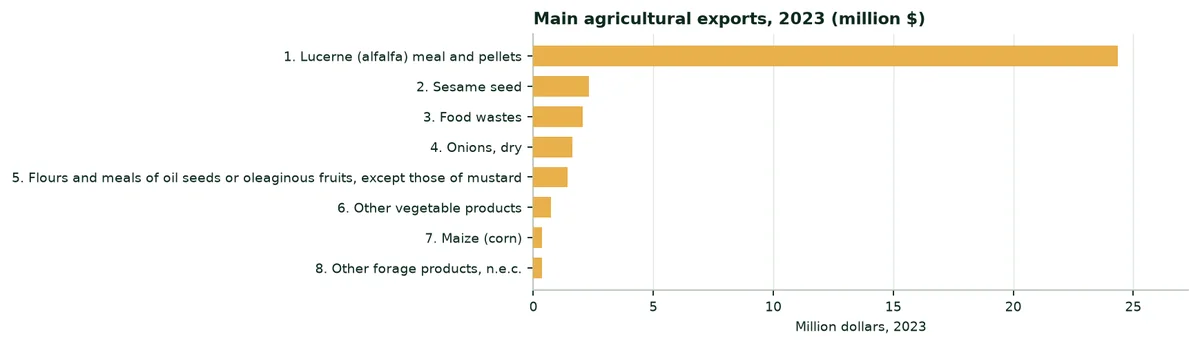 Main agricultural exports, 2023 (million $)
1. Lucerne (alfalfa) meal and pellets
2. Sesame seed
3. Food wastes
4. Onions, dry
5. Flours and meals of oil seeds or oleaginous fruits, except those of mustard
6. Other vegetable products
7. Maize (corn)
8. Other forage products, n.e.c.
0 5 10 15 20 25
Million dollars, 2023